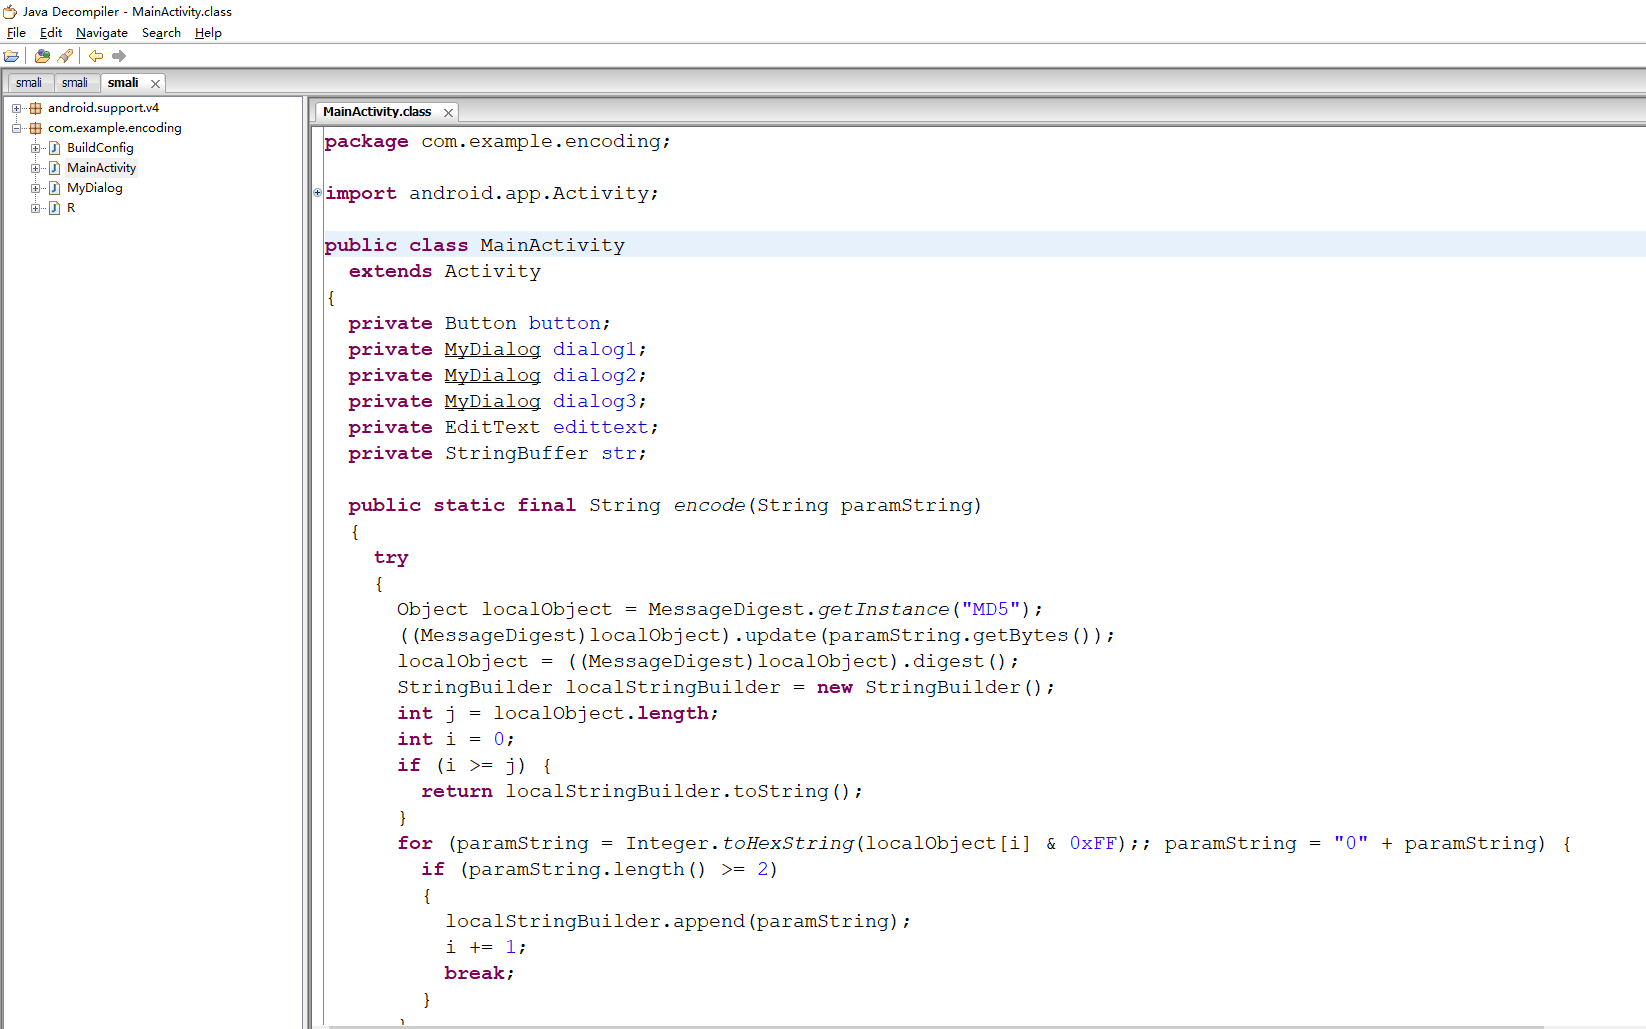 Java Decompiler - MainActivity.class
File Edit Navigate Search Help
smali smali smali
android.support.v4
com.example.encoding
BuildConfig
MainActivity
MyDialog
R
MainActivity.class
package com.example.encoding;
import android.app.Activity;
public class MainActivity
extends Activity
{
private Button button;
private MyDialog dialog1;
private MyDialog dialog2;
private MyDialog dialog3;
private EditText edittext;
private StringBuffer str;
public static final String encode(String paramString)
{
try
{
Object localObject = MessageDigest.getInstance("MD5");
((MessageDigest)localObject).update(paramString.getBytes());
localObject = ((MessageDigest)localObject).digest();
StringBuilder localStringBuilder = new StringBuilder();
int j = localObject.length;
int i = 0;
if (i >= j) {
return localStringBuilder.toString();
}
for (paramString = Integer.toHexString(localObject[i] & 0xFF);; paramString = "0" + paramString) {
if (paramString.length() >= 2)
{
localStringBuilder.append(paramString);
i += 1;
break;
}
}